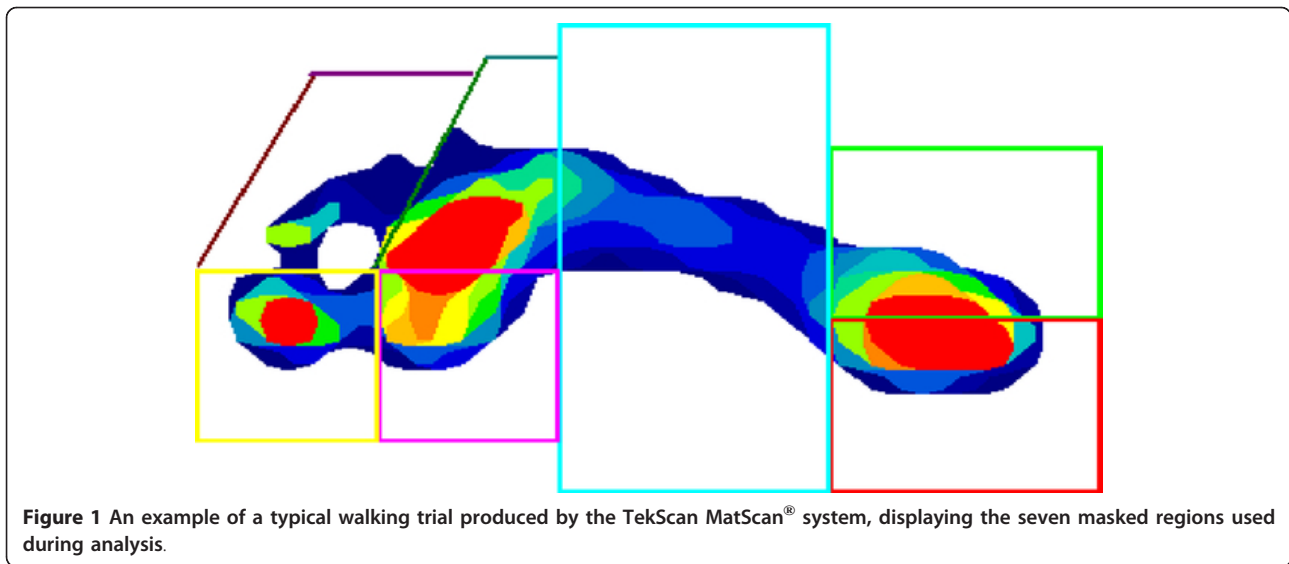 Figure 1 An example of a typical walking trial produced by the TekScan MatScan® system, displaying the seven masked regions used
during analysis.